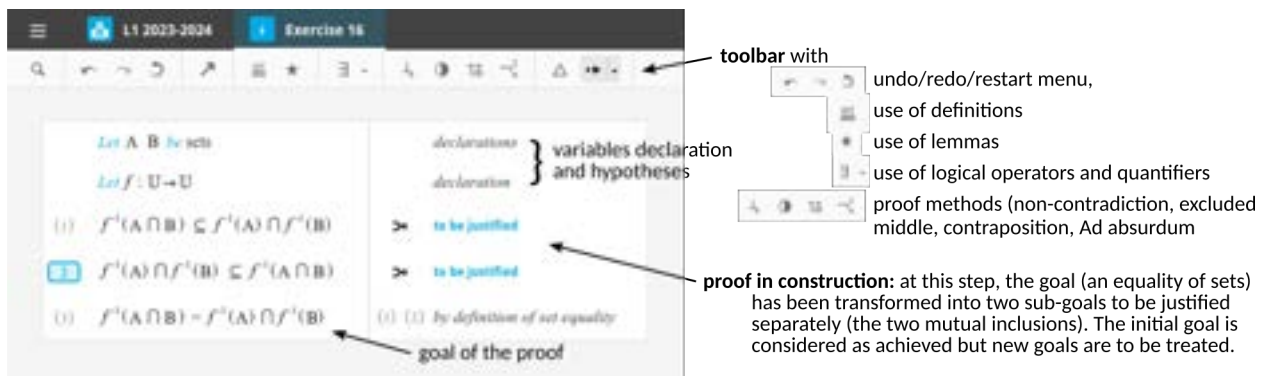 L1 2023-2024 Exercise 16
toolbar with
undo/redo/restart menu,
use of definitions
use of lemmas
use of logical operators and quantifiers
proof methods (non-contradiction, excluded
middle, contraposition, Ad absurdum
Let A B be sets declarations
variables declaration
and hypotheses
Let f : U→U declaration
(1) f⁻¹(A ∩ B) ⊆ f⁻¹(A) ∩ f⁻¹(B) to be justified
f⁻¹(A) ∩ f⁻¹(B) ⊆ f⁻¹(A ∩ B) to be justified
f⁻¹(A ∩ B) = f⁻¹(A) ∩ f⁻¹(B) by definition of set equality
goal of the proof
proof in construction: at this step, the goal (an equality of sets)
has been transformed into two sub-goals to be justified
separately (the two mutual inclusions). The initial goal is
considered as achieved but new goals are to be treated.